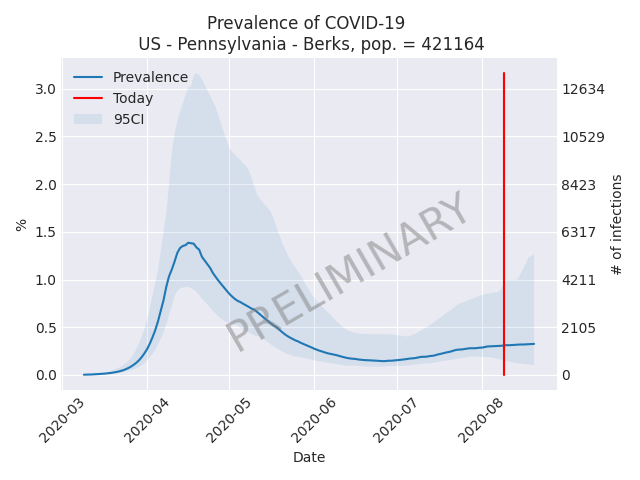 Prevalence of COVID-19
US - Pennsylvania - Berks, pop. = 421164
Prevalence
Today
95CI
3.0
2.5
2.0
1.5
1.0
0.5
0.0
%
12634
10529
8423
6317
4211
2105
0
# of infections
PRELIMINARY
2020-03
2020-04
2020-05
2020-06
2020-07
2020-08
Date